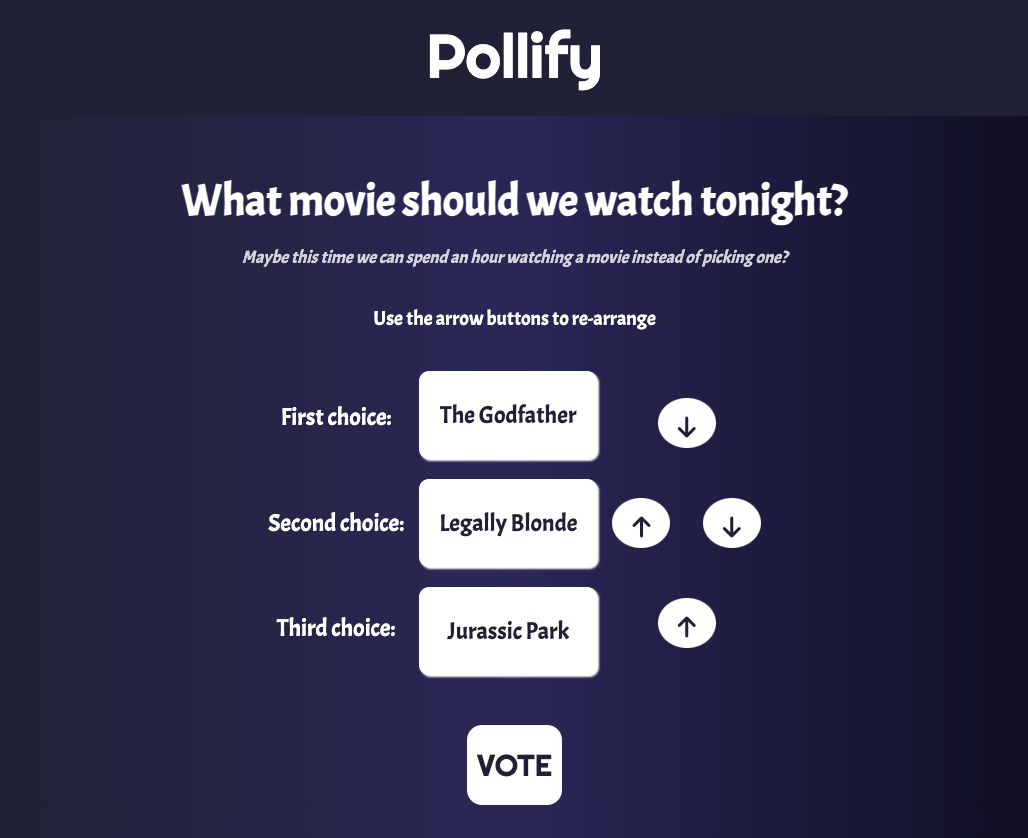 Pollify
What movie should we watch tonight?
Maybe this time we can spend an hour watching a movie instead of picking one?
Use the arrow buttons to re-arrange
First choice: The Godfather ↓
Second choice: Legally Blonde ↑ ↓
Third choice: Jurassic Park ↑
VOTE